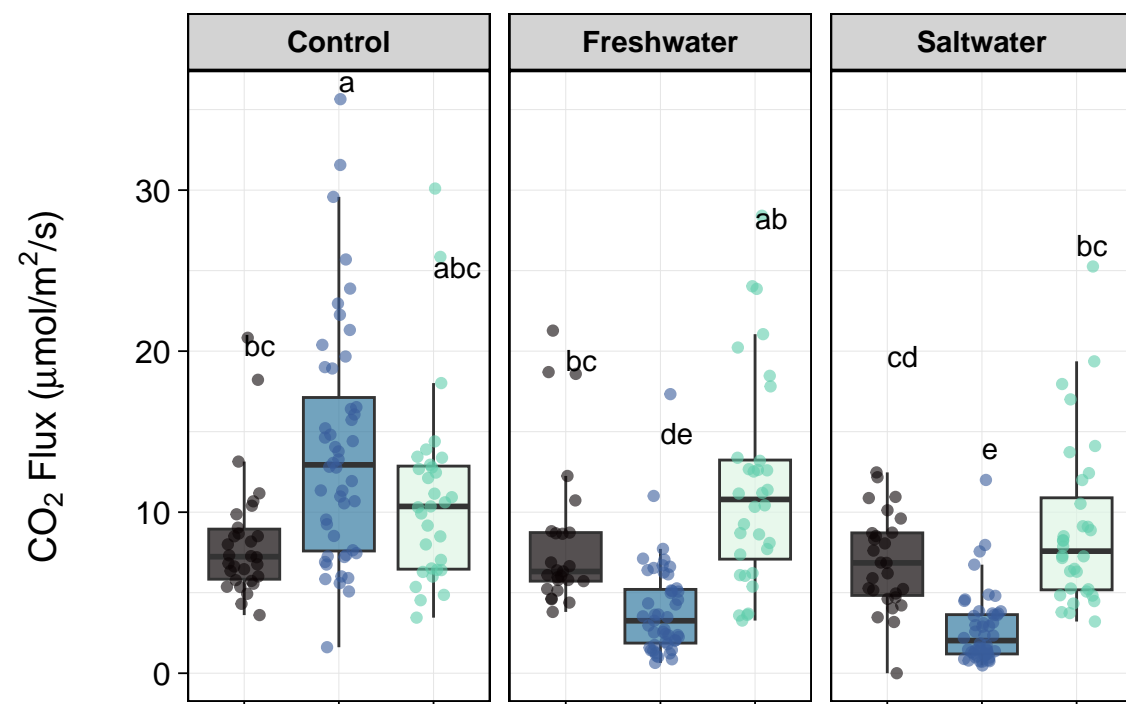 Control Freshwater Saltwater
CO₂ Flux (μmol/m²/s)
30
20
10
0
a
abc
bc
ab
bc
de
bc
cd
e